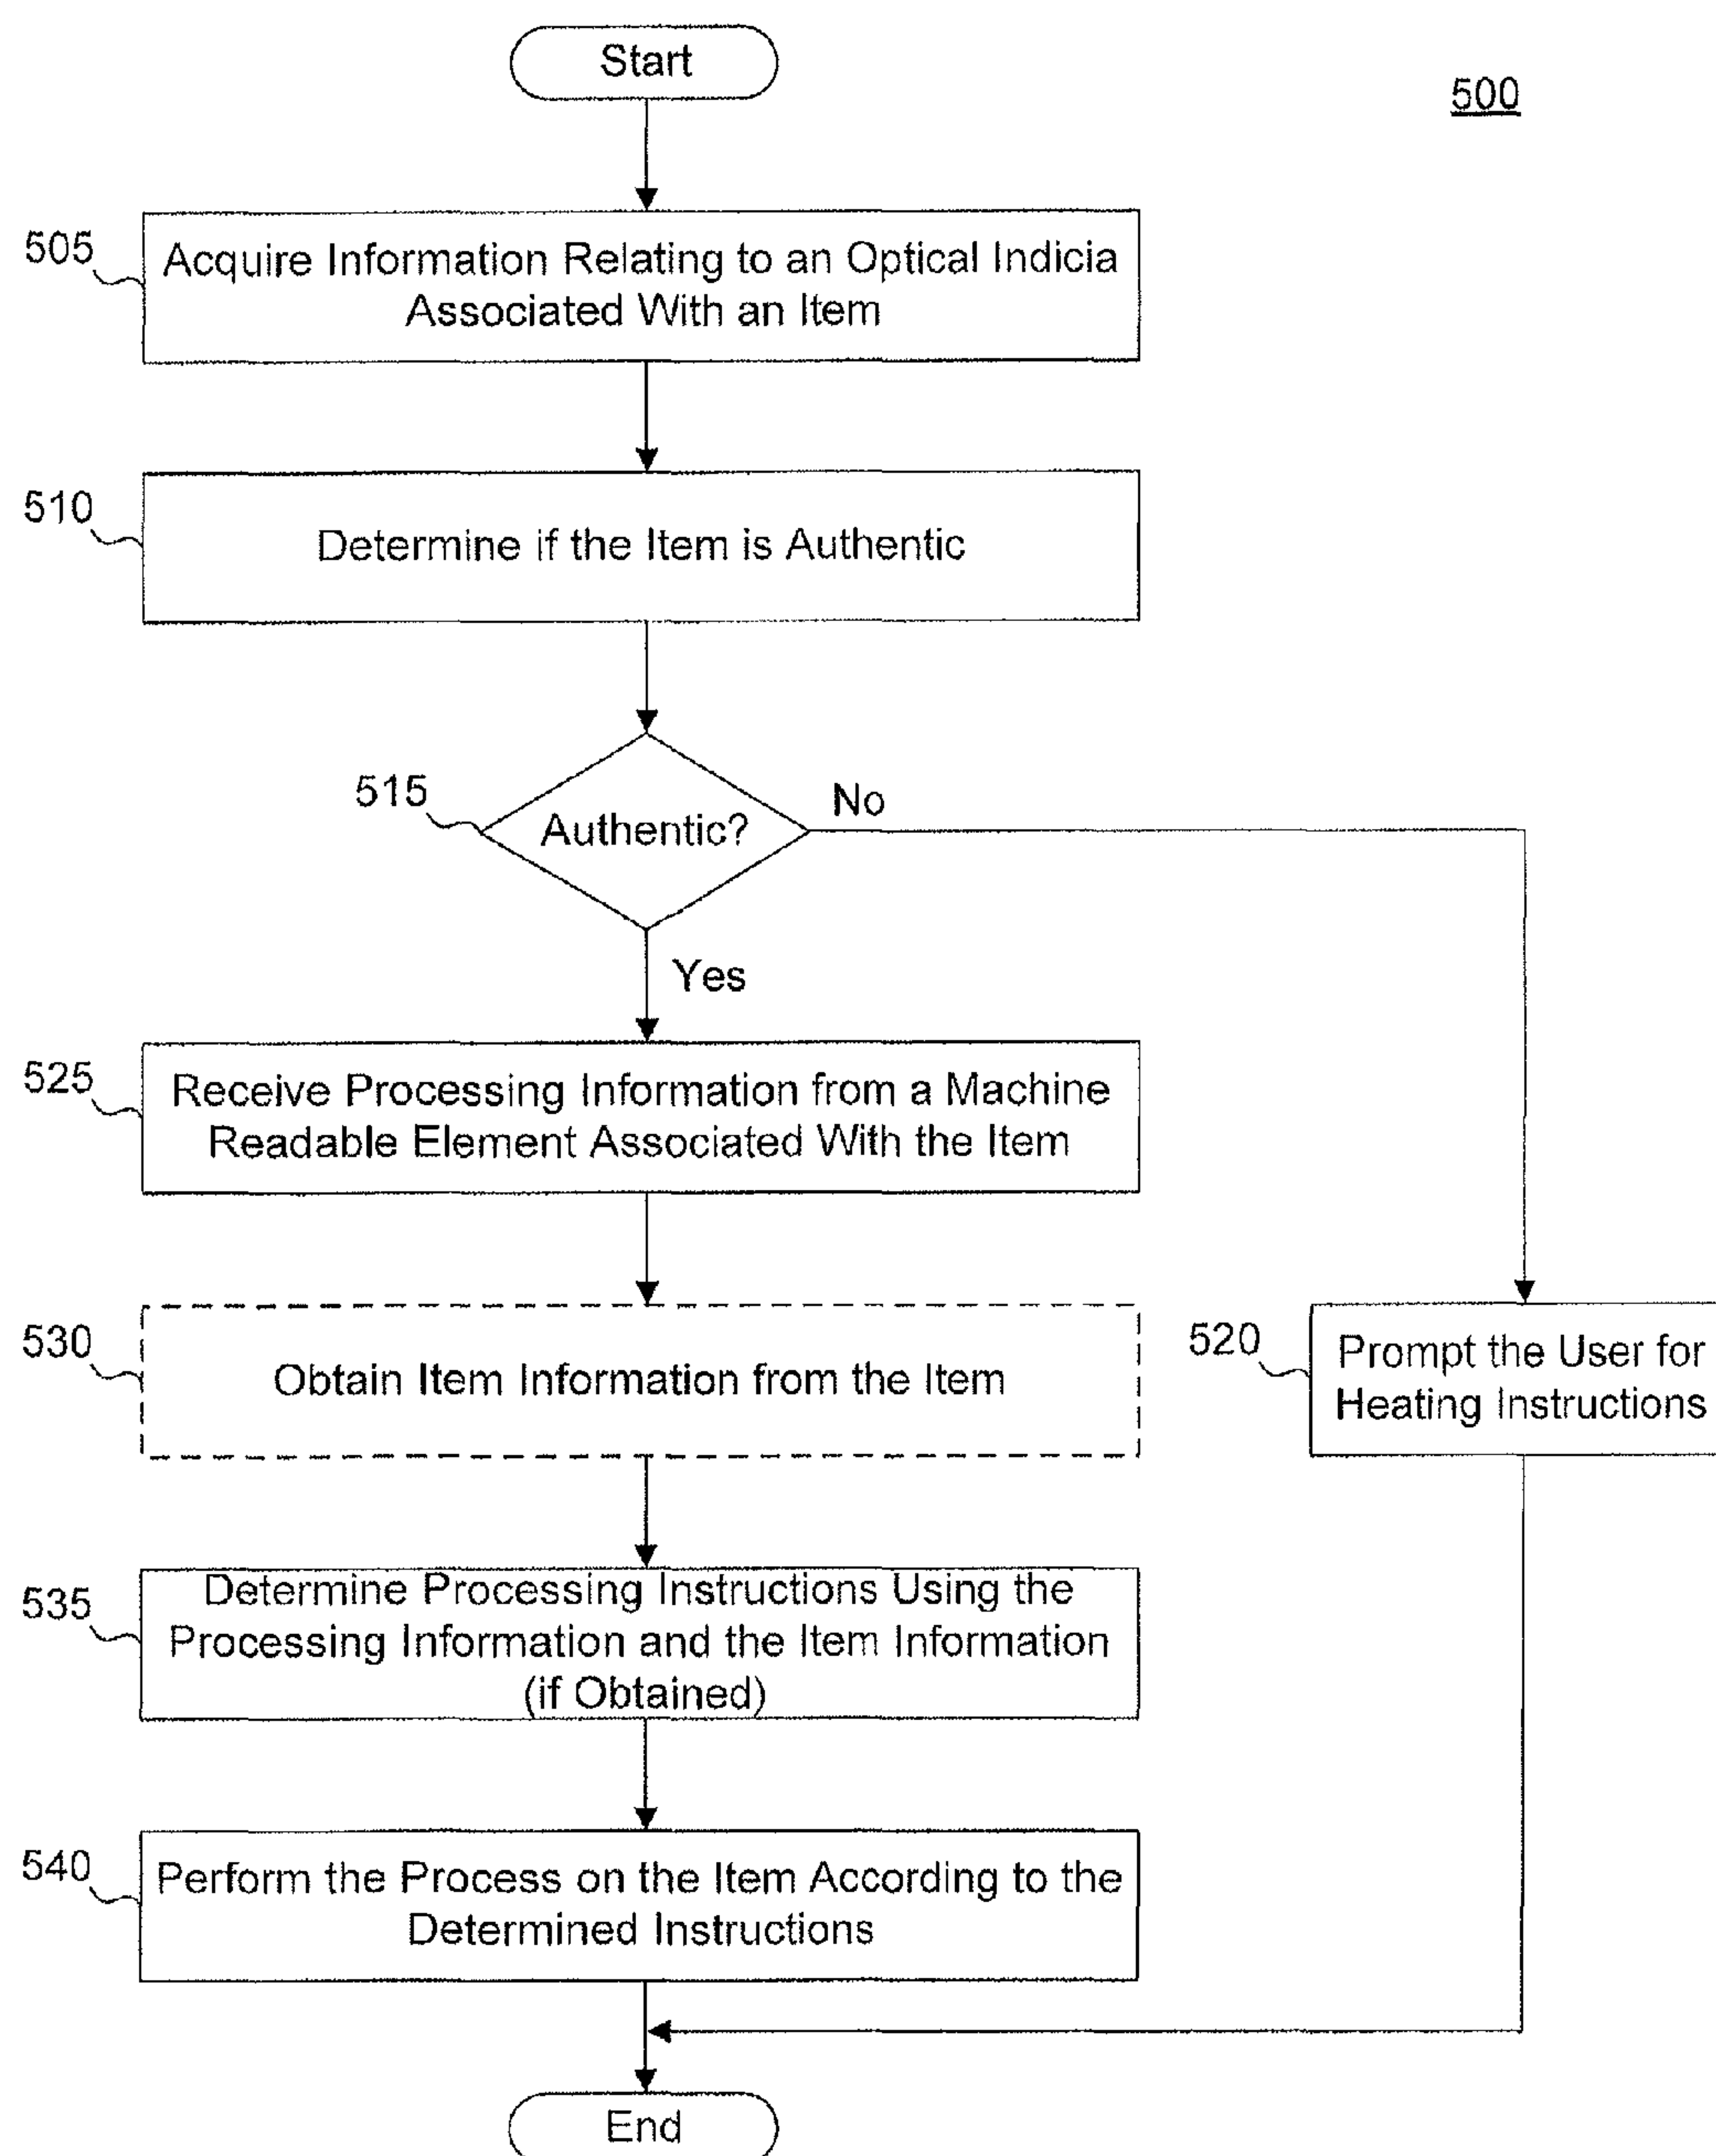 Start
500
505
Acquire Information Relating to an Optical Indicia
Associated With an Item
510
Determine if the Item is Authentic
515
Authentic?
No
Yes
525
Receive Processing Information from a Machine
Readable Element Associated With the Item
530
Obtain Item Information from the Item
520
Prompt the User for
Heating Instructions
535
Determine Processing Instructions Using the
Processing Information and the Item Information
(if Obtained)
540
Perform the Process on the Item According to the
Determined Instructions
End